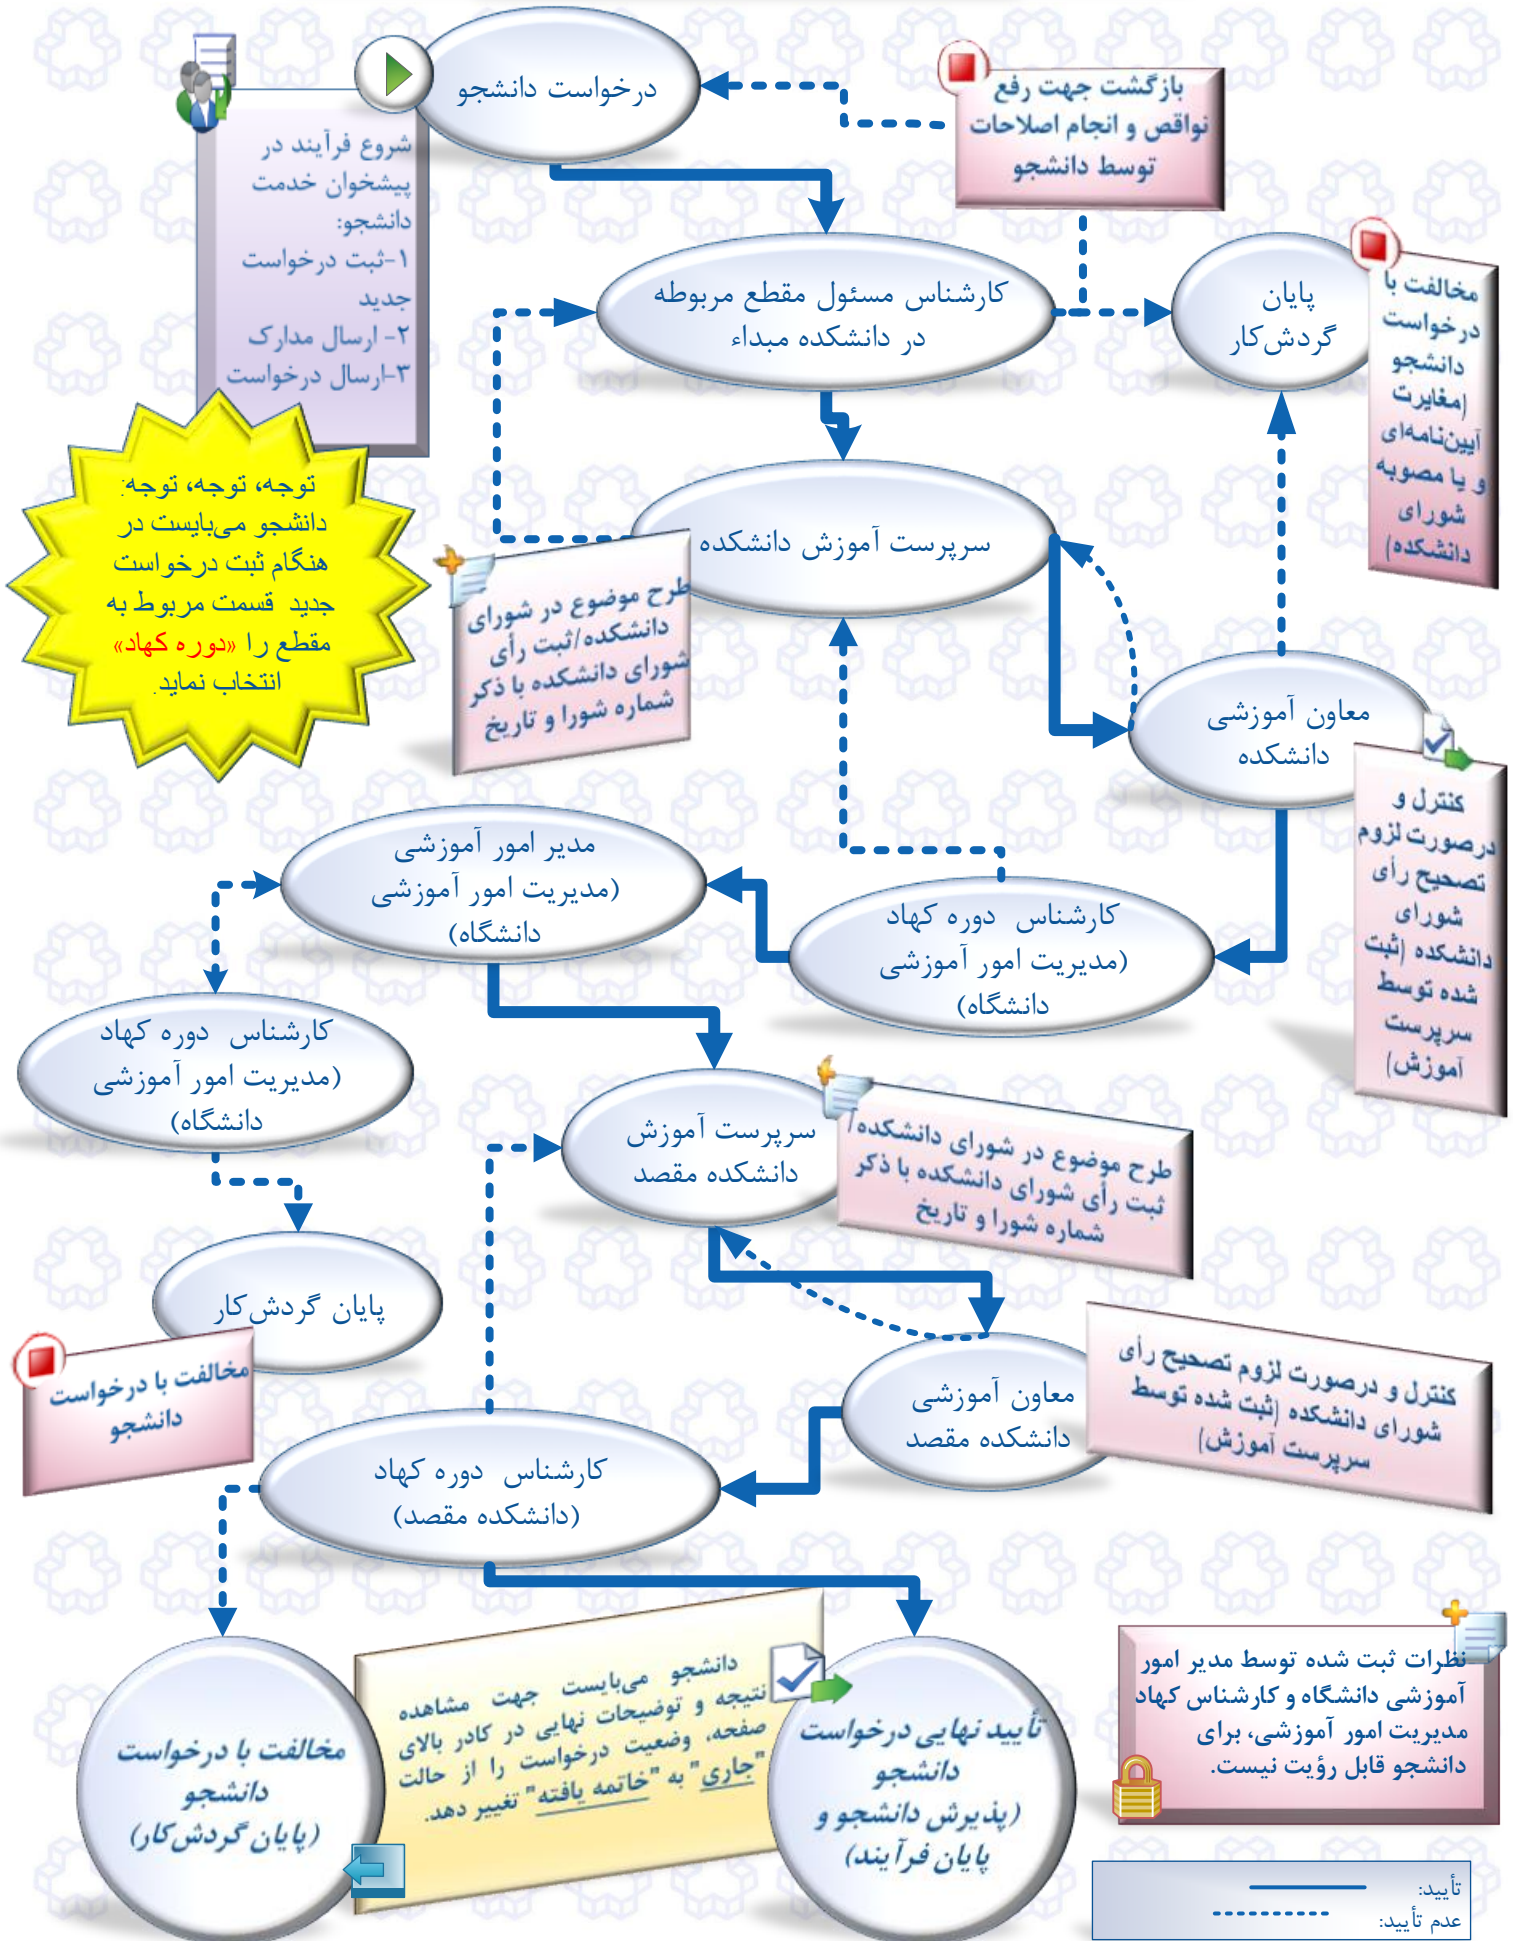 درخواست دانشجو
بازگشت جهت رفع
نواقص و انجام اصلاحات
توسط دانشجو
شروع فرآیند در
پیشخوان خدمت
دانشجو:
۱-ثبت درخواست
جدید
۲- ارسال مدارک
۳-ارسال درخواست
کارشناس مسئول مقطع مربوطه
در دانشکده مبداء
پایان
گردش‌کار
مخالفت با
درخواست
دانشجو
(مغایرت
آیین‌نامه‌ای
و یا مصوبه
شورای
دانشکده)
توجه، توجه، توجه:
دانشجو می‌بایست در
هنگام ثبت درخواست
جدید قسمت مربوط به
مقطع را «دوره کهاد»
انتخاب نماید.
سرپرست آموزش دانشکده
طرح موضوع در شورای
دانشکده/ثبت رأی
شورای دانشکده با ذکر
شماره شورا و تاریخ
معاون آموزشی
دانشکده
کنترل و
درصورت لزوم
تصحیح رأی
شورای
دانشکده (ثبت
شده توسط
سرپرست
آموزش)
مدیر امور آموزشی
(مدیریت امور آموزشی
دانشگاه)
کارشناس دوره کهاد
(مدیریت امور آموزشی
دانشگاه)
کارشناس دوره کهاد
(مدیریت امور آموزشی
دانشگاه)
سرپرست آموزش
دانشکده مقصد
طرح موضوع در شورای دانشکده/
ثبت رأی شورای دانشکده با ذکر
شماره شورا و تاریخ
پایان گردش‌کار
مخالفت با درخواست
دانشجو
معاون آموزشی
دانشکده مقصد
کنترل و درصورت لزوم تصحیح رأی
شورای دانشکده (ثبت شده توسط
سرپرست آموزش)
کارشناس دوره کهاد
(دانشکده مقصد)
مخالفت با درخواست
دانشجو
(پایان گردش‌کار)
دانشجو می‌بایست جهت مشاهده
نتیجه و توضیحات نهایی در کادر بالای
صفحه، وضعیت درخواست را از حالت
"جاری" به "خاتمه یافته" تغییر دهد.
تأیید نهایی درخواست
دانشجو
(پذیرش دانشجو و
پایان فرآیند)
نظرات ثبت شده توسط مدیر امور
آموزشی دانشگاه و کارشناس کهاد
مدیریت امور آموزشی، برای
دانشجو قابل رؤیت نیست.
تأیید:
عدم تأیید: